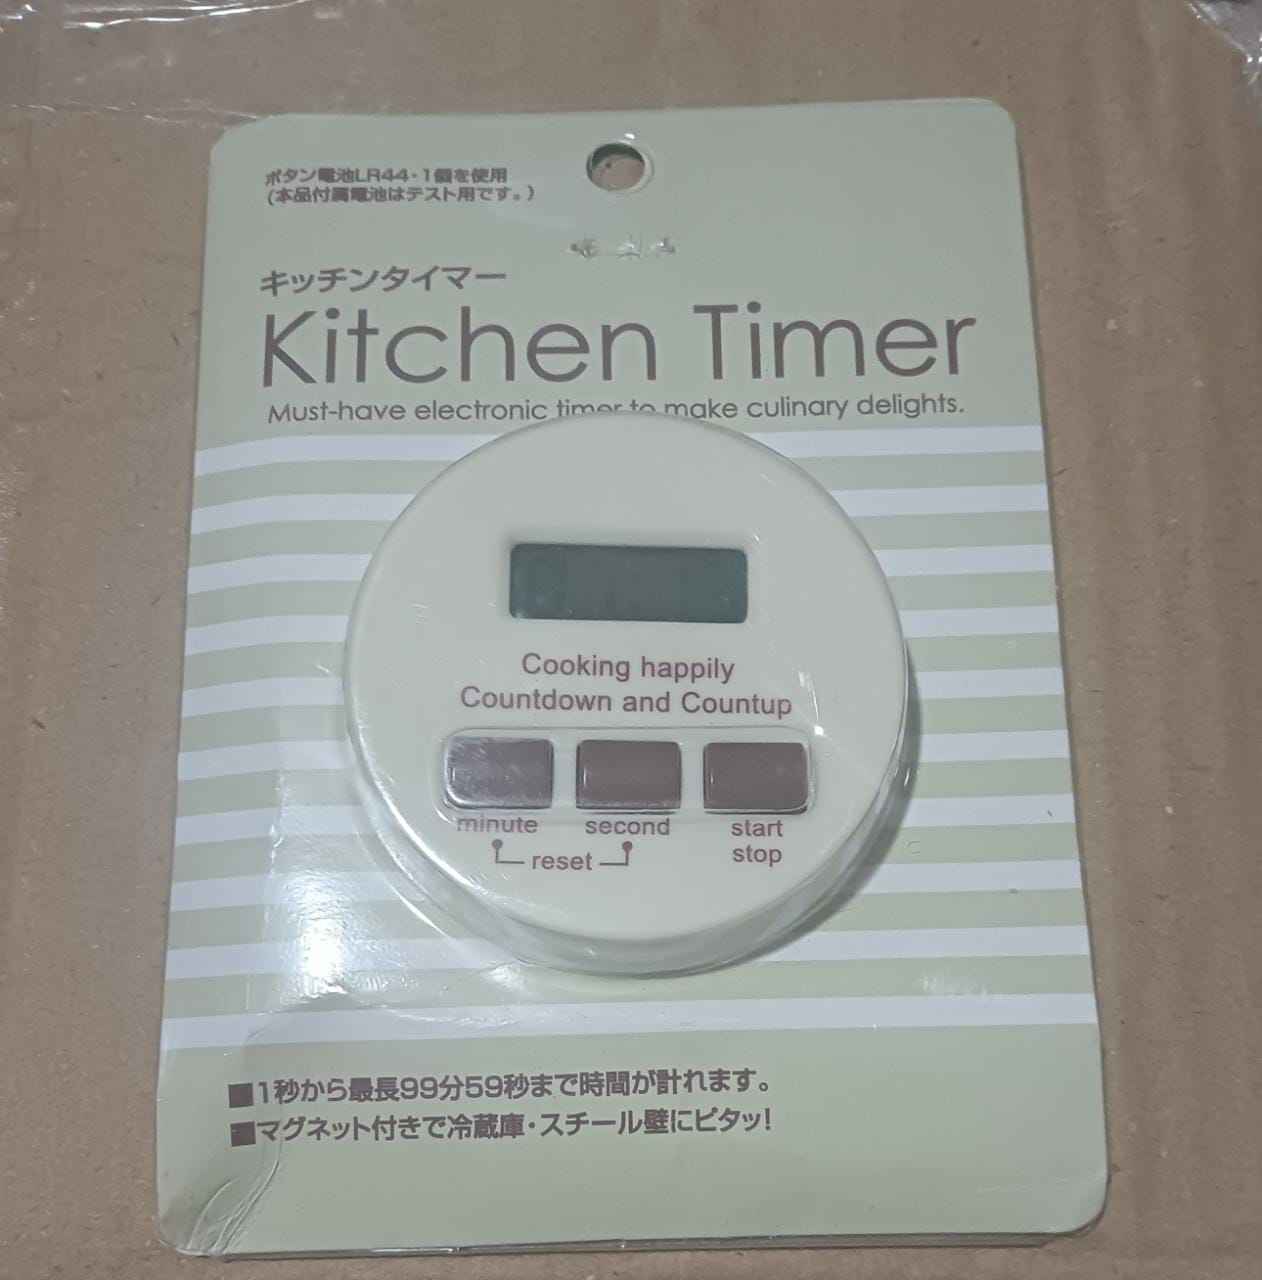 ボタン電池LR44・1個を使用
(本品付属電池はテスト用です。)
キッチンタイマー
Kitchen Timer
Must-have electronic timer to make culinary delights.
Cooking happily
Countdown and Countup
minute second start
stop
reset
■1秒から最長99分59秒まで時間が計れます。
■マグネット付きで冷蔵庫・スチール壁にピタッ!